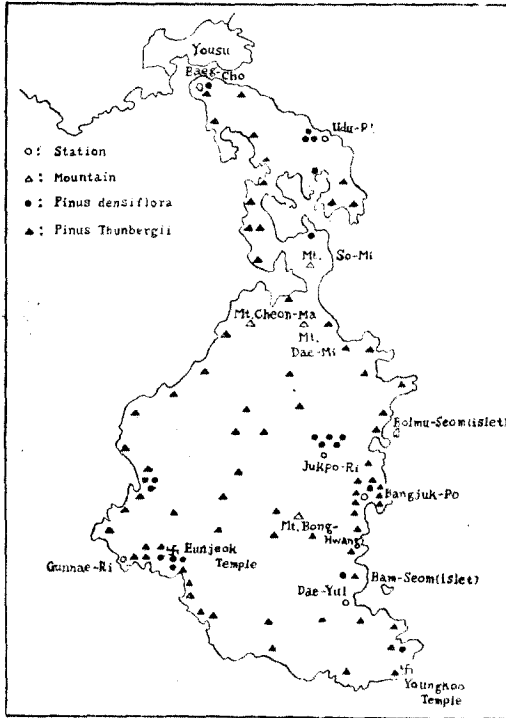 Yousu
Baeg-Cho
Udu-Ri
○: Station
△: Mountain
●: Pinus densiflora
▲: Pinus Thunbergii
Mt. So-Mi
Mt. Cheon-Ma
Mt.
Dae-Mi
Bolmu-Seom(islet)
Jukpo-Ri
Bangjuk-Po
Mt. Bong-
Hwang
Eunjeok
Temple
Gunnae-Ri
Bam-Seom(islet)
Dae-Yul
Youngkoo
Temple